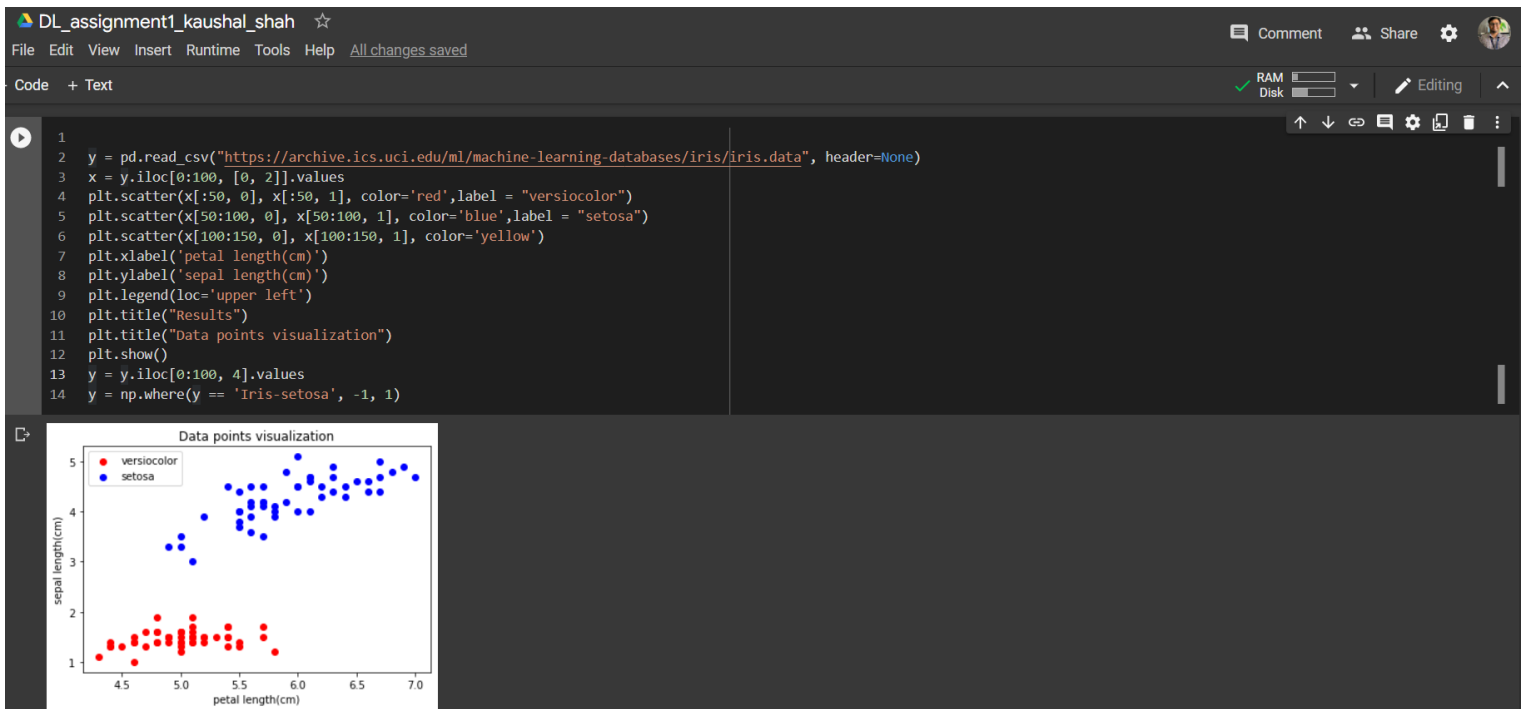 DL_assignment1_kaushal_shah
File Edit View Insert Runtime Tools Help All changes saved
Comment Share
Code + Text
RAM
Disk
Editing
1
2 y = pd.read_csv("https://archive.ics.uci.edu/ml/machine-learning-databases/iris/iris.data", header=None)
3 x = y.iloc[0:100, [0, 2]].values
4 plt.scatter(x[:50, 0], x[:50, 1], color='red',label = "versiocolor")
5 plt.scatter(x[50:100, 0], x[50:100, 1], color='blue',label = "setosa")
6 plt.scatter(x[100:150, 0], x[100:150, 1], color='yellow')
7 plt.xlabel('petal length(cm)')
8 plt.ylabel('sepal length(cm)')
9 plt.legend(loc='upper left')
10 plt.title("Results")
11 plt.title("Data points visualization")
12 plt.show()
13 y = y.iloc[0:100, 4].values
14 y = np.where(y == 'Iris-setosa', -1, 1)
Data points visualization
versiocolor
setosa
5
4
3
2
1
sepal length(cm)
4.5 5.0 5.5 6.0 6.5 7.0
petal length(cm)